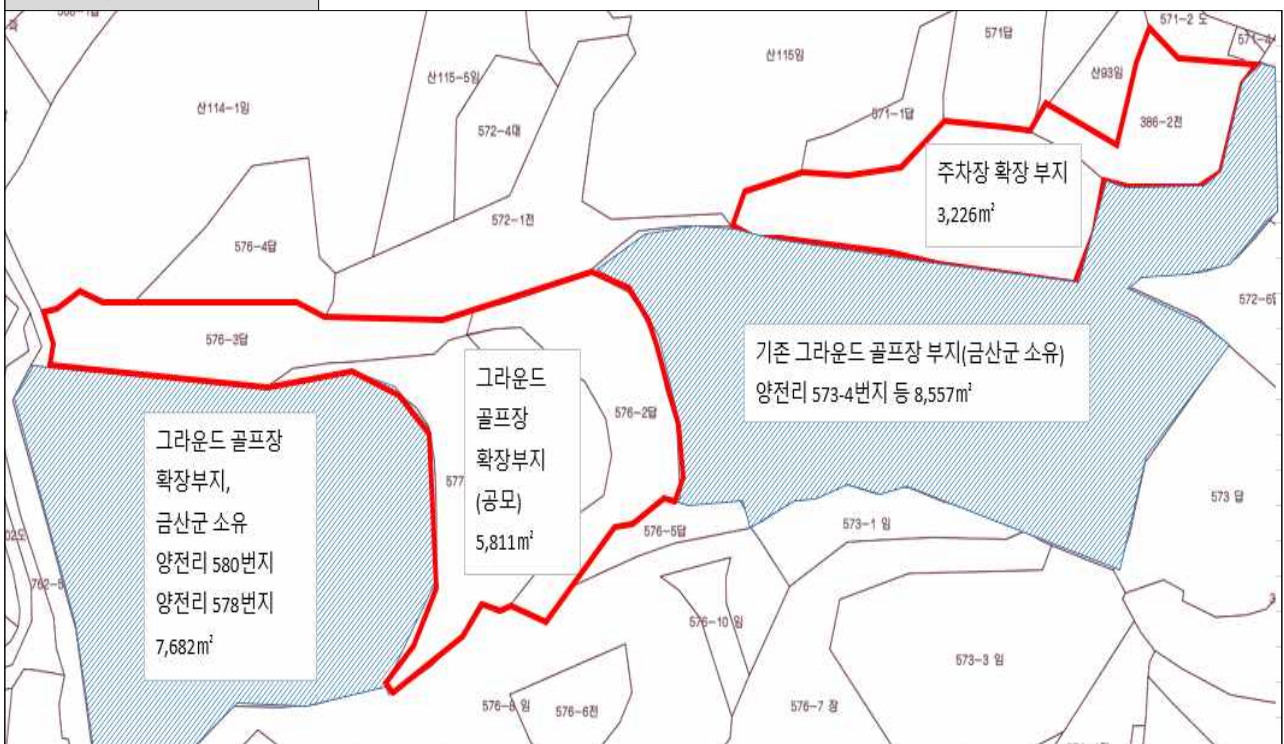 571-2 도
571답
산115임
산93임
산115-5임
산114-1임
572-4대
571-1답
386-2전
주차장 확장 부지
3,226㎡
572-1전
576-4답
576-3답
기존 그라운드 골프장 부지(금산군 소유)
양전리 573-4번지 등 8,557㎡
그라운드
골프장
확장부지
(공모)
5,811㎡
576-2답
그라운드 골프장
확장부지,
금산군 소유
양전리 580번지
양전리 578번지
7,682㎡
573 답
573-1 임
576-5답
576-10 임
573-3 임
576-6전
576-7 장